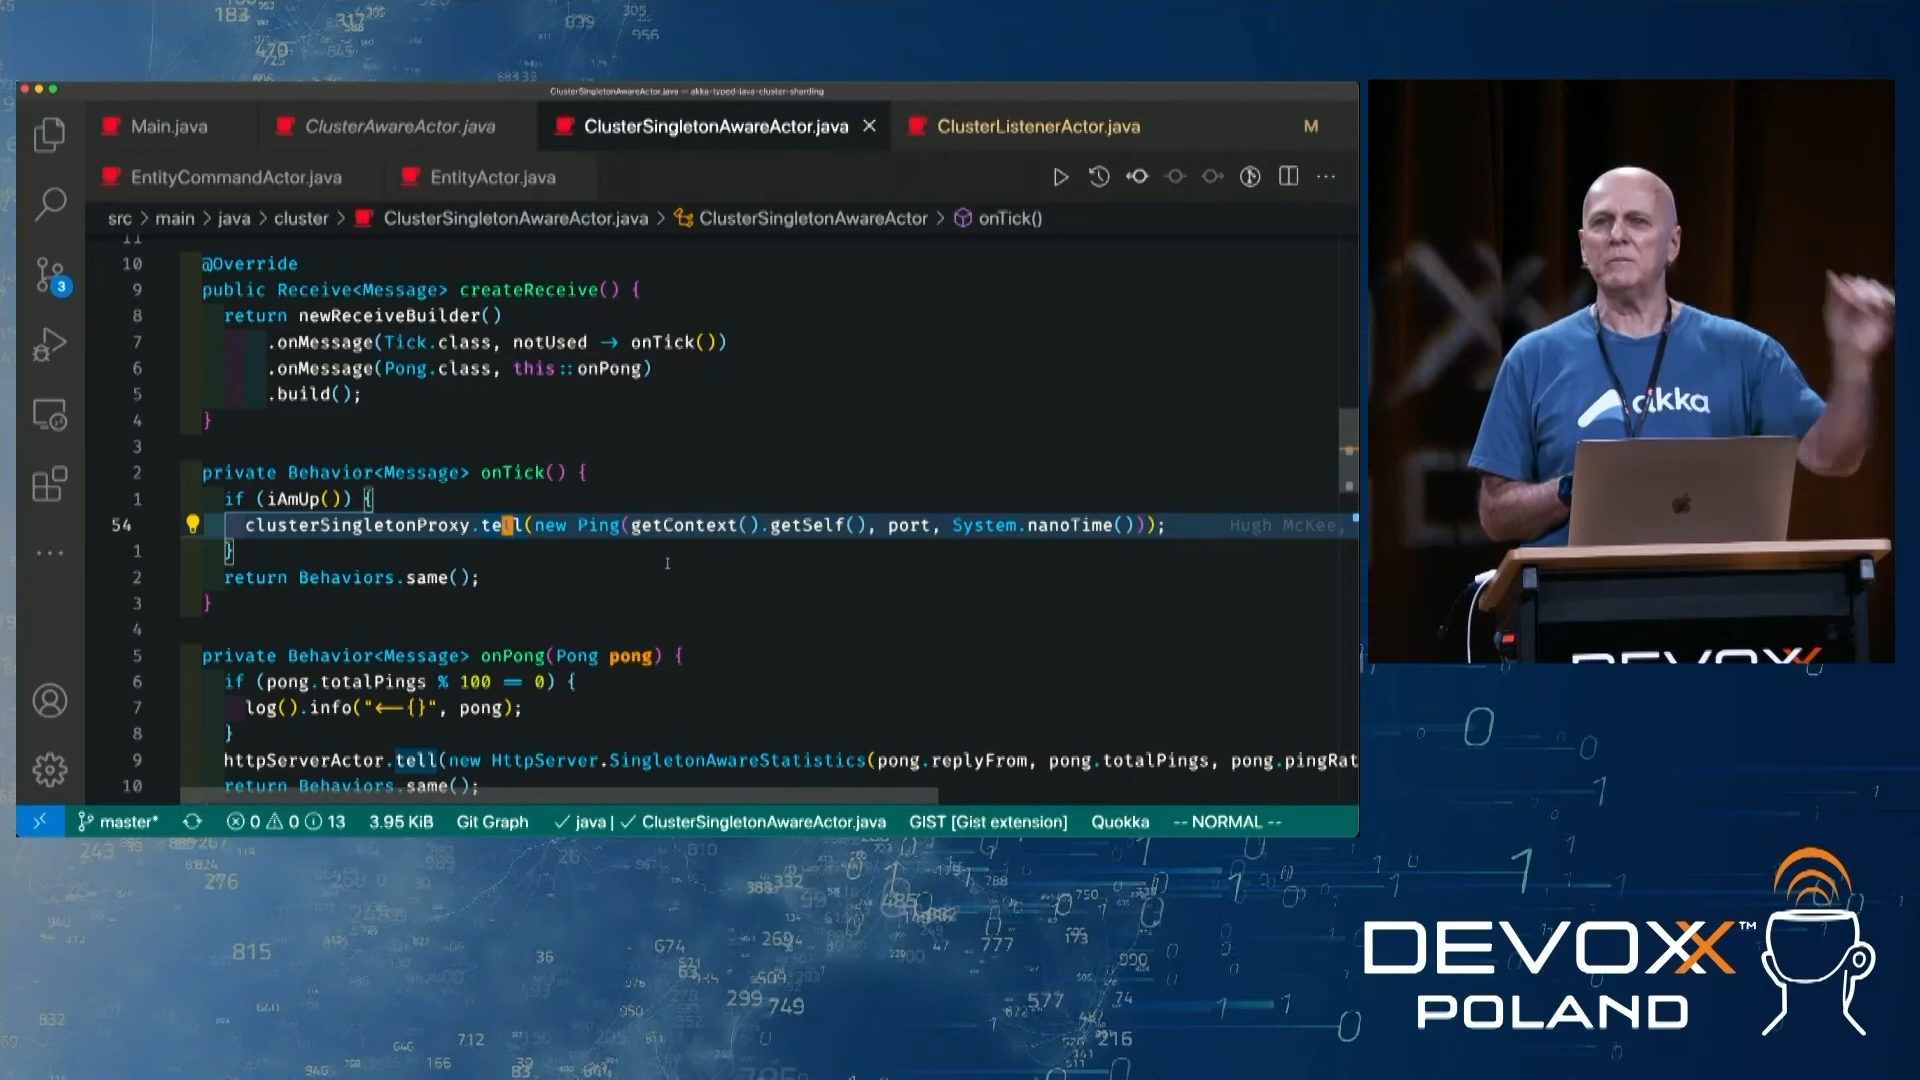 ClusterSingletonAwareActor.java — akka-typed-java-cluster-sharding
Main.java ClusterAwareActor.java ClusterSingletonAwareActor.java ClusterListenerActor.java M
EntityCommandActor.java EntityActor.java
src > main > java > cluster > ClusterSingletonAwareActor.java > ClusterSingletonAwareActor > onTick()
11
10 @Override
9 public Receive<Message> createReceive() {
8 return newReceiveBuilder()
7 .onMessage(Tick.class, notUsed → onTick())
6 .onMessage(Pong.class, this::onPong)
5 .build();
4 }
3
2 private Behavior<Message> onTick() {
1 if (iAmUp()) {
54 clusterSingletonProxy.tell(new Ping(getContext().getSelf(), port, System.nanoTime())); Hugh McKee,
1 }
2 return Behaviors.same();
3 }
4
5 private Behavior<Message> onPong(Pong pong) {
6 if (pong.totalPings % 100 == 0) {
7 log().info("<--{}", pong);
8 }
9 httpServerActor.tell(new HttpServer.SingletonAwareStatistics(pong.replyFrom, pong.totalPings, pong.pingRat
10 return Behaviors.same();
3
master* 0 0 13 3.95 KiB Git Graph java | ClusterSingletonAwareActor.java GIST [Gist extension] Quokka -- NORMAL --
akka
DEVOXX
DEVOXX™
POLAND